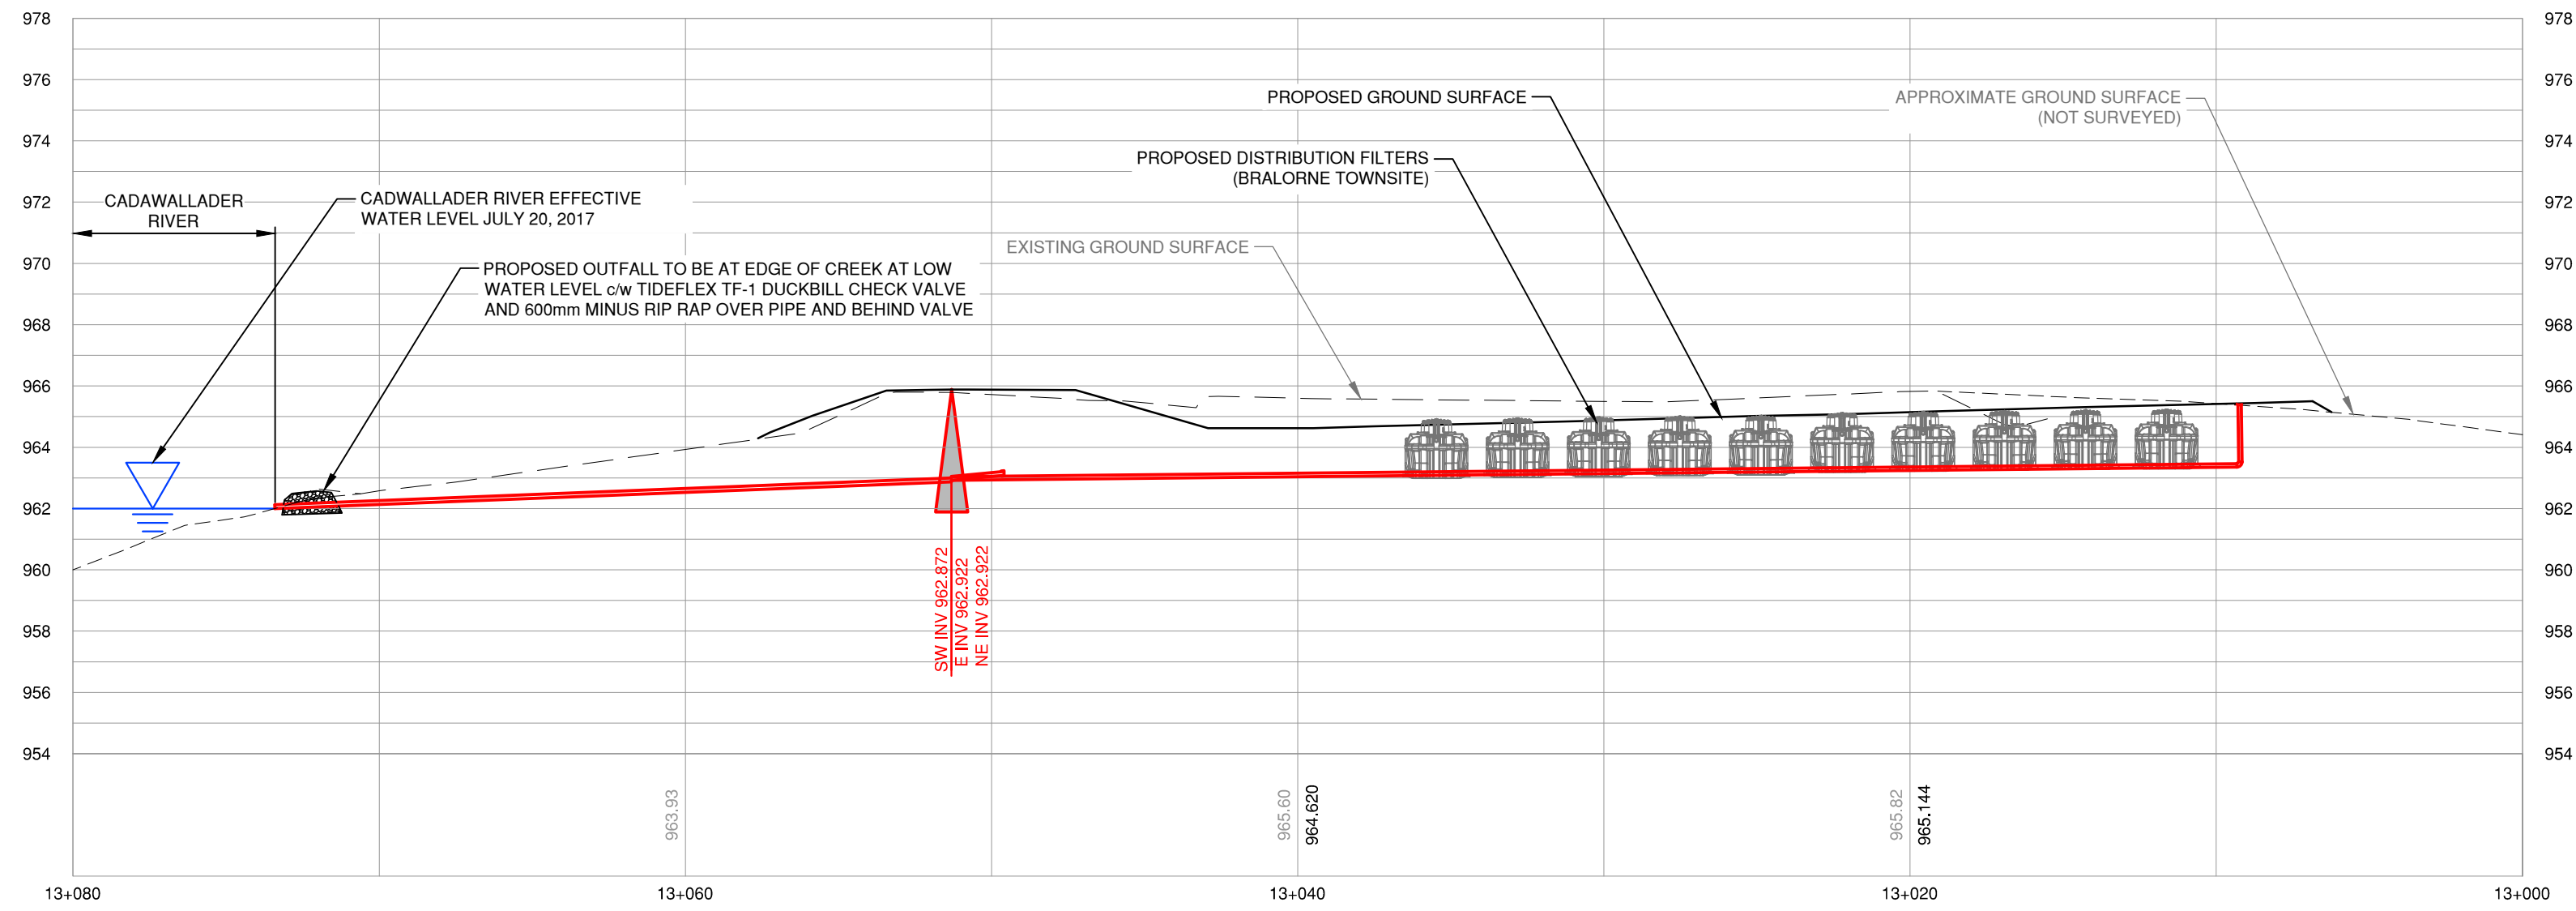 978
978
976
976
PROPOSED GROUND SURFACE
APPROXIMATE GROUND SURFACE
(NOT SURVEYED)
974
974
PROPOSED DISTRIBUTION FILTERS
(BRALORNE TOWNSITE)
972
972
CADAWALLADER
RIVER
CADWALLADER RIVER EFFECTIVE
WATER LEVEL JULY 20, 2017
EXISTING GROUND SURFACE
970
970
PROPOSED OUTFALL TO BE AT EDGE OF CREEK AT LOW
WATER LEVEL c/w TIDEFLEX TF-1 DUCKBILL CHECK VALVE
AND 600mm MINUS RIP RAP OVER PIPE AND BEHIND VALVE
968
968
966
966
964
964
962
962
SW INV 962.872
E INV 962.922
NE INV 962.922
960
960
958
958
956
956
954
954
963.93
965.60
964.620
965.82
965.144
13+080
13+060
13+040
13+020
13+000